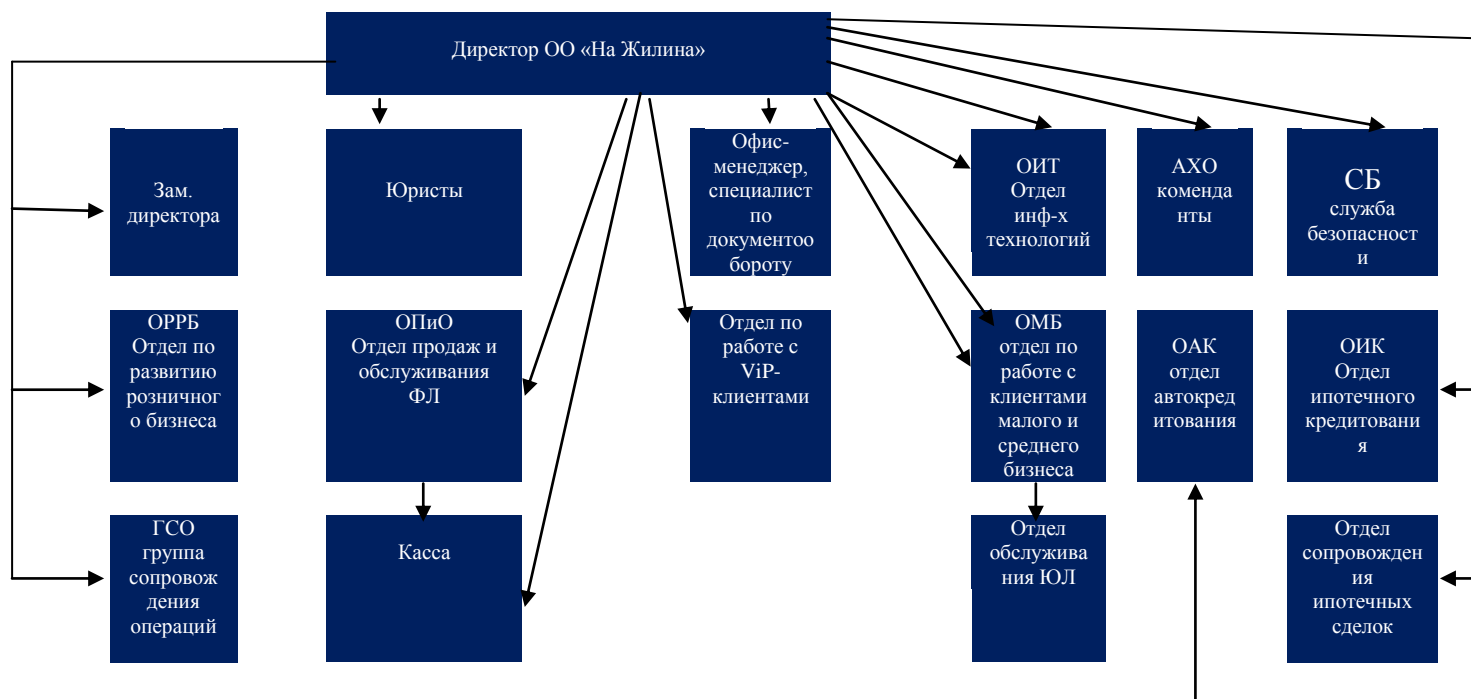 Директор ОО «На Жилина»
Зам.
директора
Юристы
Офис-
менеджер,
специалист
по
документоо
бороту
ОИТ
Отдел
инф-х
технологий
АХО
коменда
нты
СБ
служба
безопасност
и
ОРРБ
Отдел по
развитию
розничног
о бизнеса
ОПиО
Отдел продаж и
обслуживания
ФЛ
Отдел по
работе с
ViP-
клиентами
ОМБ
отдел по
работе с
клиентами
малого и
среднего
бизнеса
ОАК
отдел
автокред
итования
ОИК
Отдел
ипотечного
кредитовани
я
ГСО
группа
сопровож
дения
операций
Касса
Отдел
обслужива
ния ЮЛ
Отдел
сопровожден
ия
ипотечных
сделок